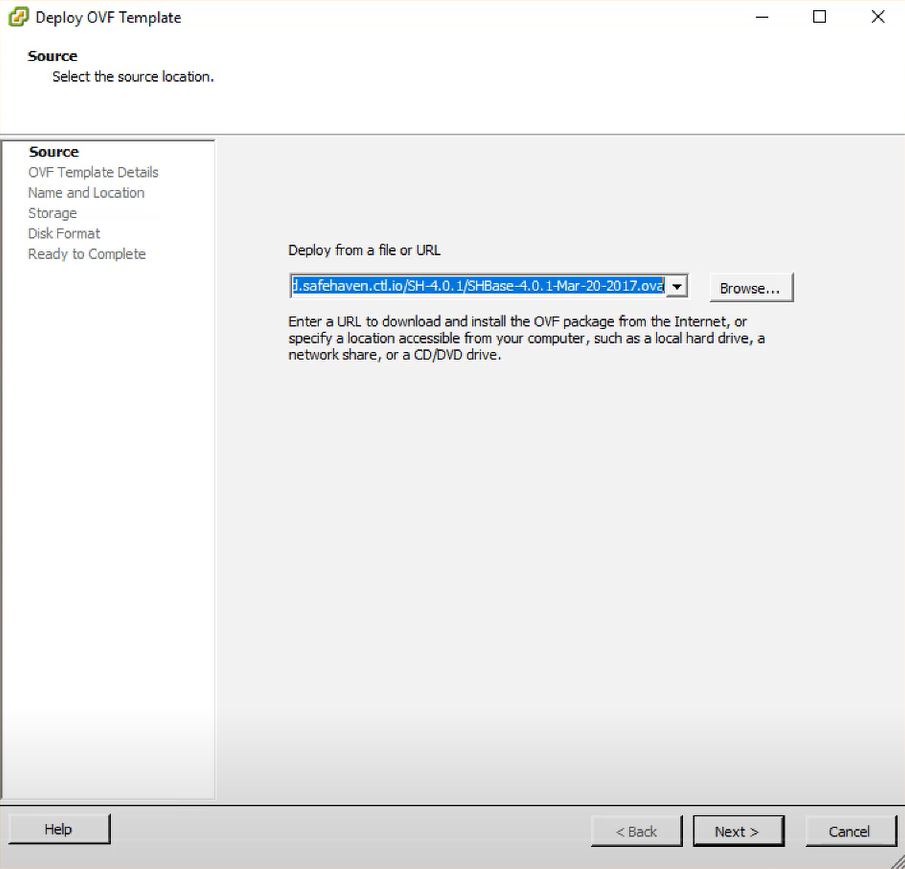 Deploy OVF Template
Source
Select the source location.
Source
OVF Template Details
Name and Location
Storage
Disk Format
Ready to Complete
Deploy from a file or URL
d.safehaven.ctl.io/SH-4.0.1/SHBase-4.0.1-Mar-20-2017.ova
Browse...
Enter a URL to download and install the OVF package from the Internet, or
specify a location accessible from your computer, such as a local hard drive, a
network share, or a CD/DVD drive.
Help
< Back
Next >
Cancel